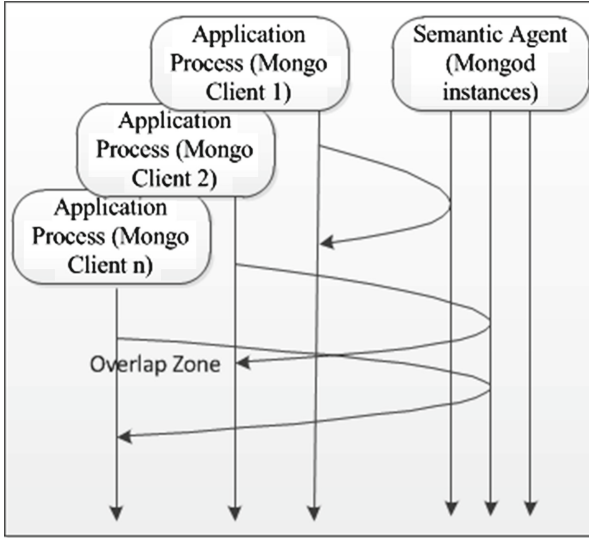 Application
Process (Mongo
Client 1)
Semantic Agent
(Mongod
instances)
Application
Process (Mongo
Client 2)
Application
Process (Mongo
Client n)
Overlap Zone